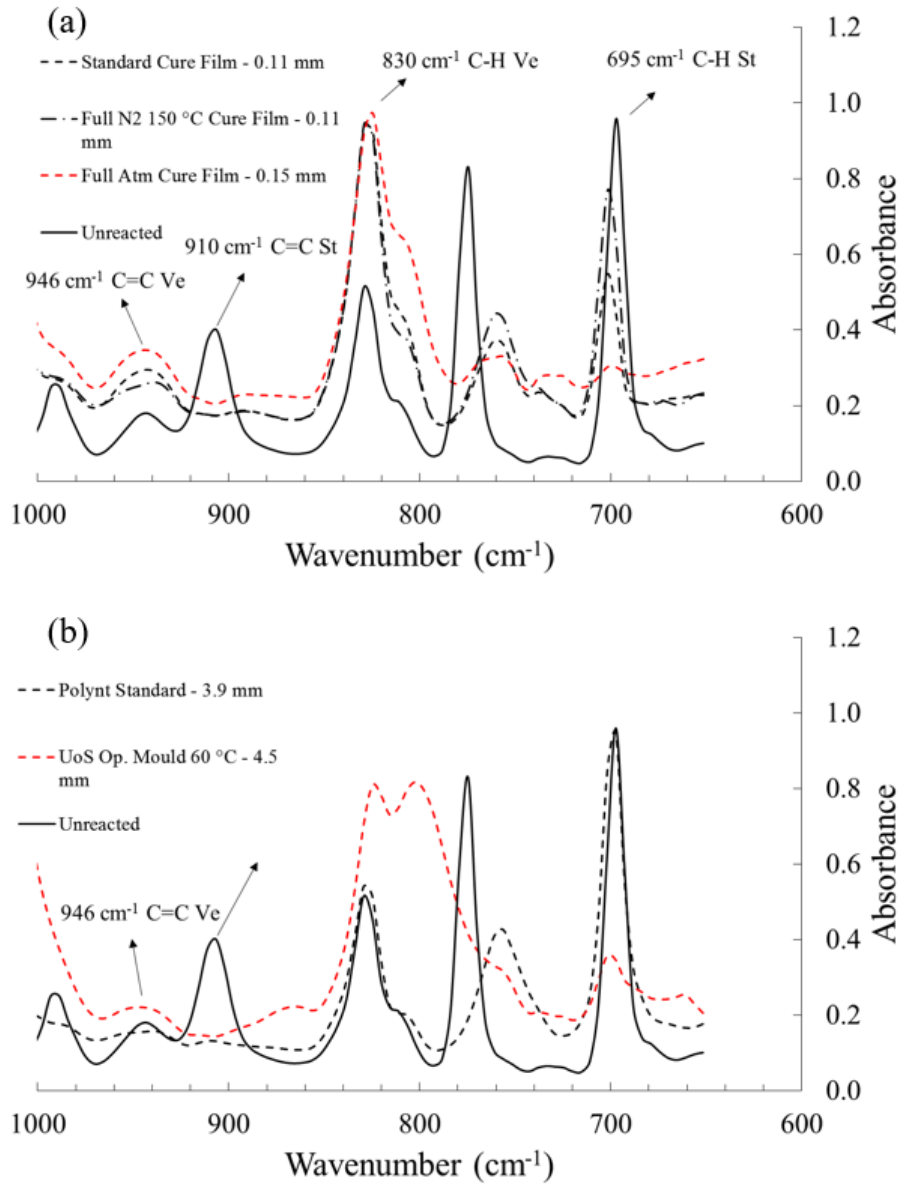 (a)
Standard Cure Film - 0.11 mm
Full N2 150 °C Cure Film - 0.11
mm
Full Atm Cure Film - 0.15 mm
Unreacted
830 cm⁻¹ C-H Ve
695 cm⁻¹ C-H St
910 cm⁻¹ C=C St
946 cm⁻¹ C=C Ve
1.2
1.0
0.8
0.6
0.4
0.2
0.0
Absorbance
1000 900 800 700 600
Wavenumber (cm⁻¹)
(b)
Polynt Standard - 3.9 mm
UoS Op. Mould 60 °C - 4.5
mm
Unreacted
946 cm⁻¹ C=C Ve
1.2
1.0
0.8
0.6
0.4
0.2
0.0
Absorbance
1000 900 800 700 600
Wavenumber (cm⁻¹)